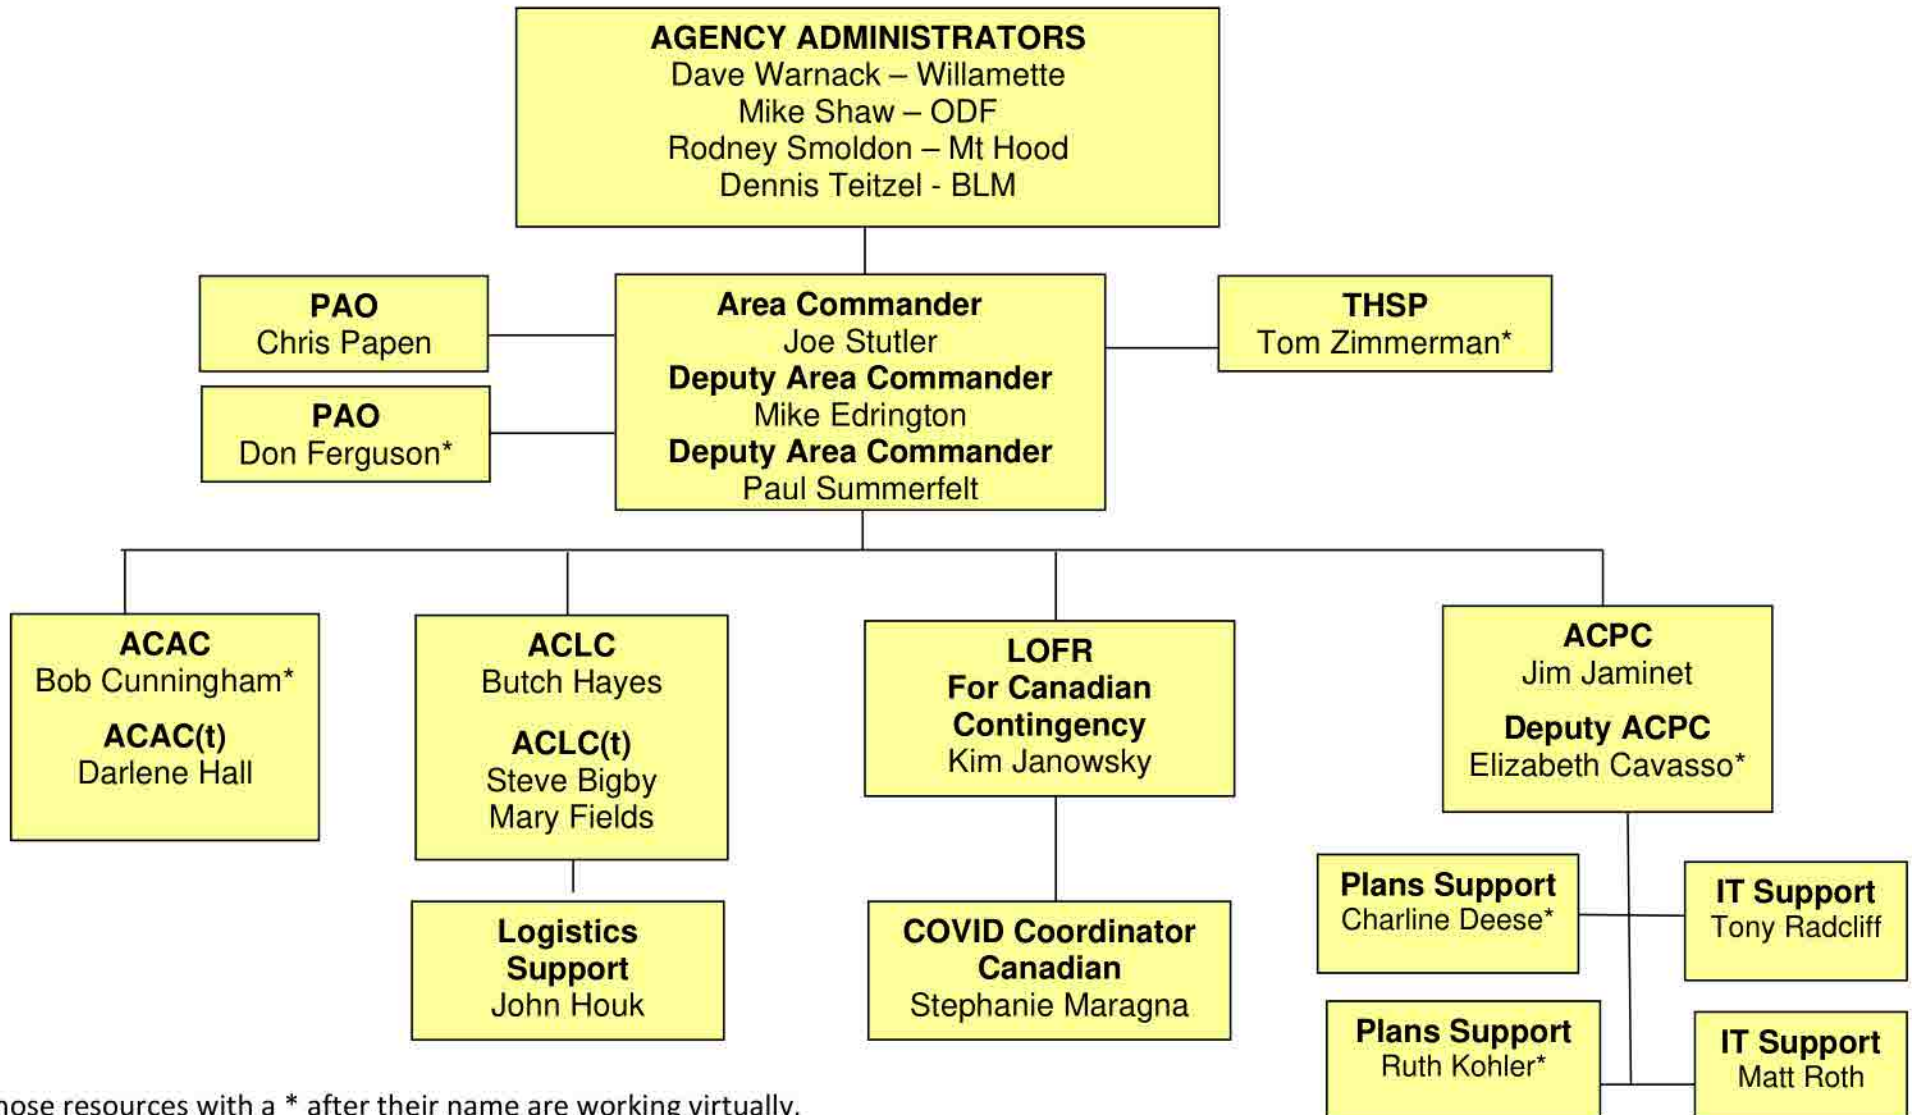 AGENCY ADMINISTRATORS
Dave Warnack – Willamette
Mike Shaw – ODF
Rodney Smoldon – Mt Hood
Dennis Teitzel - BLM
PAO
Chris Papen
PAO
Don Ferguson*
Area Commander
Joe Stutler
Deputy Area Commander
Mike Edrington
Deputy Area Commander
Paul Summerfelt
THSP
Tom Zimmerman*
ACAC
Bob Cunningham*
ACAC(t)
Darlene Hall
ACLC
Butch Hayes
ACLC(t)
Steve Bigby
Mary Fields
Logistics
Support
John Houk
LOFR
For Canadian
Contingency
Kim Janowsky
COVID Coordinator
Canadian
Stephanie Maragna
ACPC
Jim Jaminet
Deputy ACPC
Elizabeth Cavasso*
Plans Support
Charline Deese*
IT Support
Tony Radcliff
Plans Support
Ruth Kohler*
IT Support
Matt Roth
hose resources with a * after their name are working virtually.